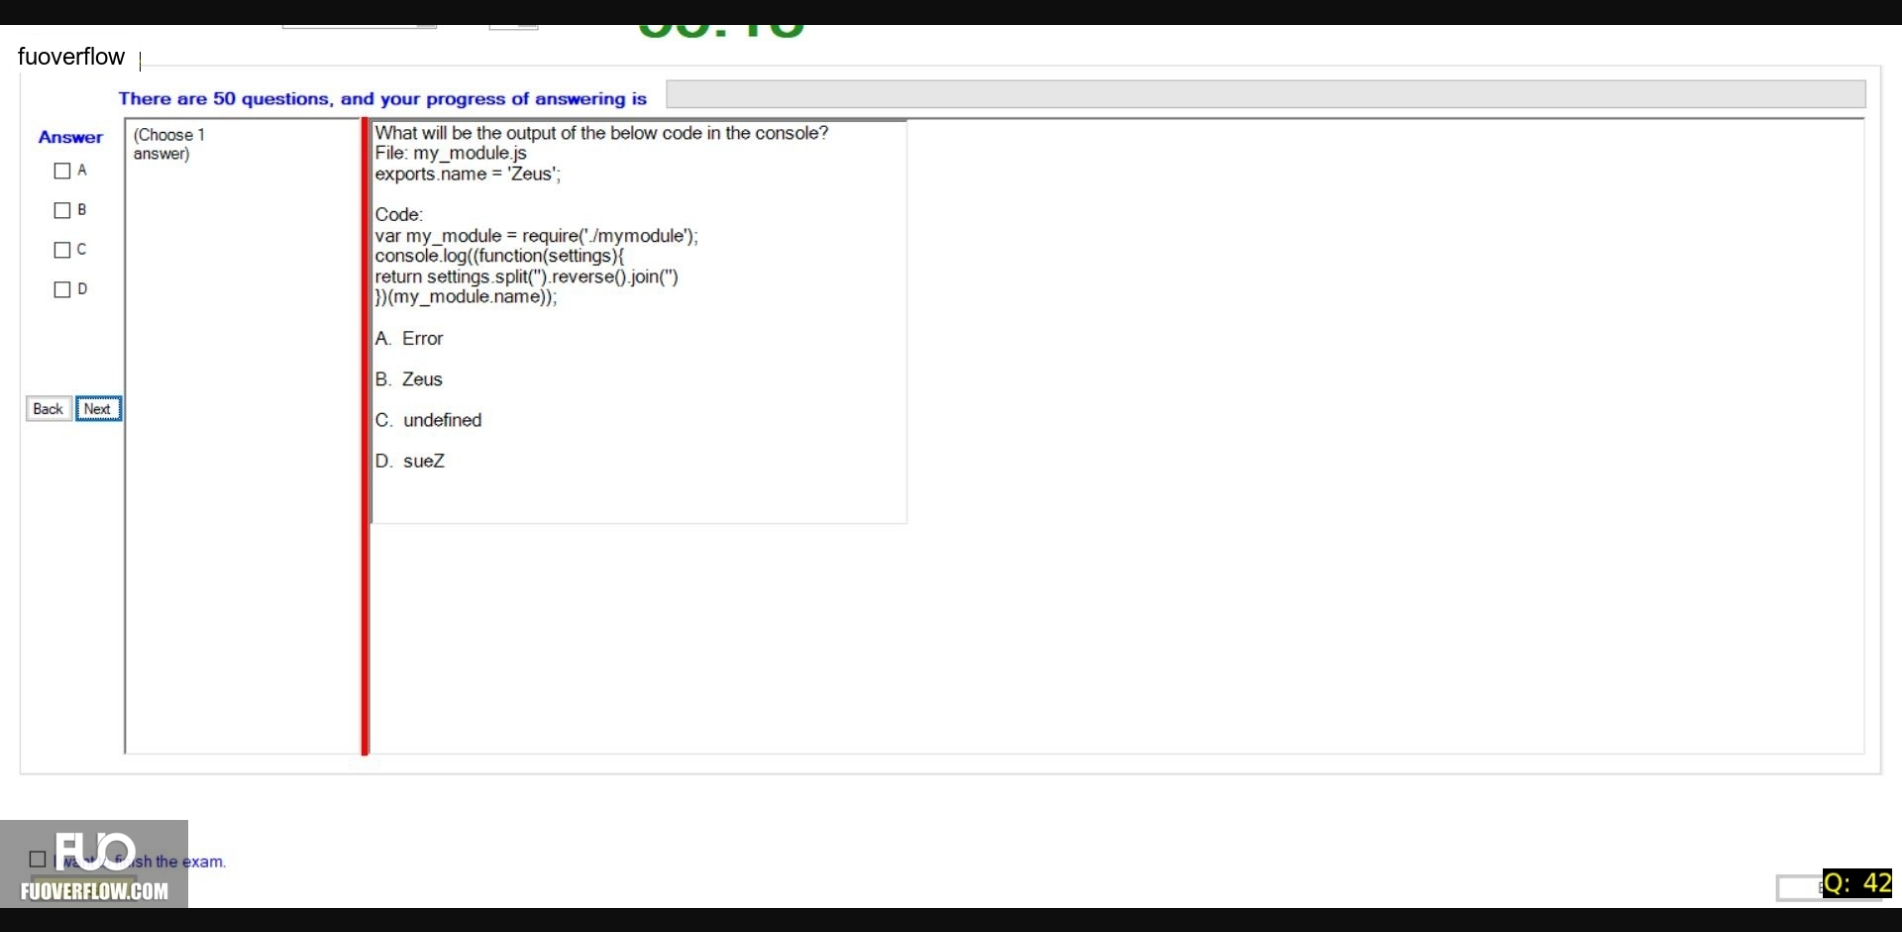 fuoverflow
There are 50 questions, and your progress of answering is
Answer
(Choose 1
answer)
A
B
C
D
Back
Next
What will be the output of the below code in the console?
File: my_module.js
exports.name = 'Zeus';
Code:
var my_module = require('./mymodule');
console.log((function(settings){
return settings.split('').reverse().join('')
})(my_module.name));
A. Error
B. Zeus
C. undefined
D. sueZ
FUO
the exam.
FUOVERFLOW.COM
Q: 42